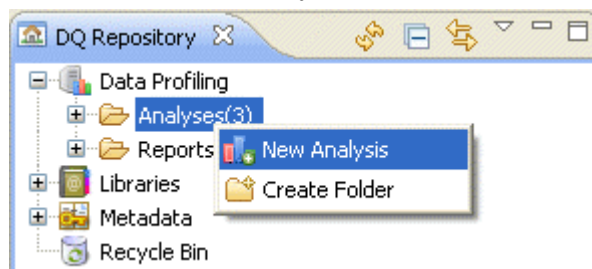 DQ Repository
Data Profiling
Analyses(3)
New Analysis
Reports
Create Folder
Libraries
Metadata
Recycle Bin